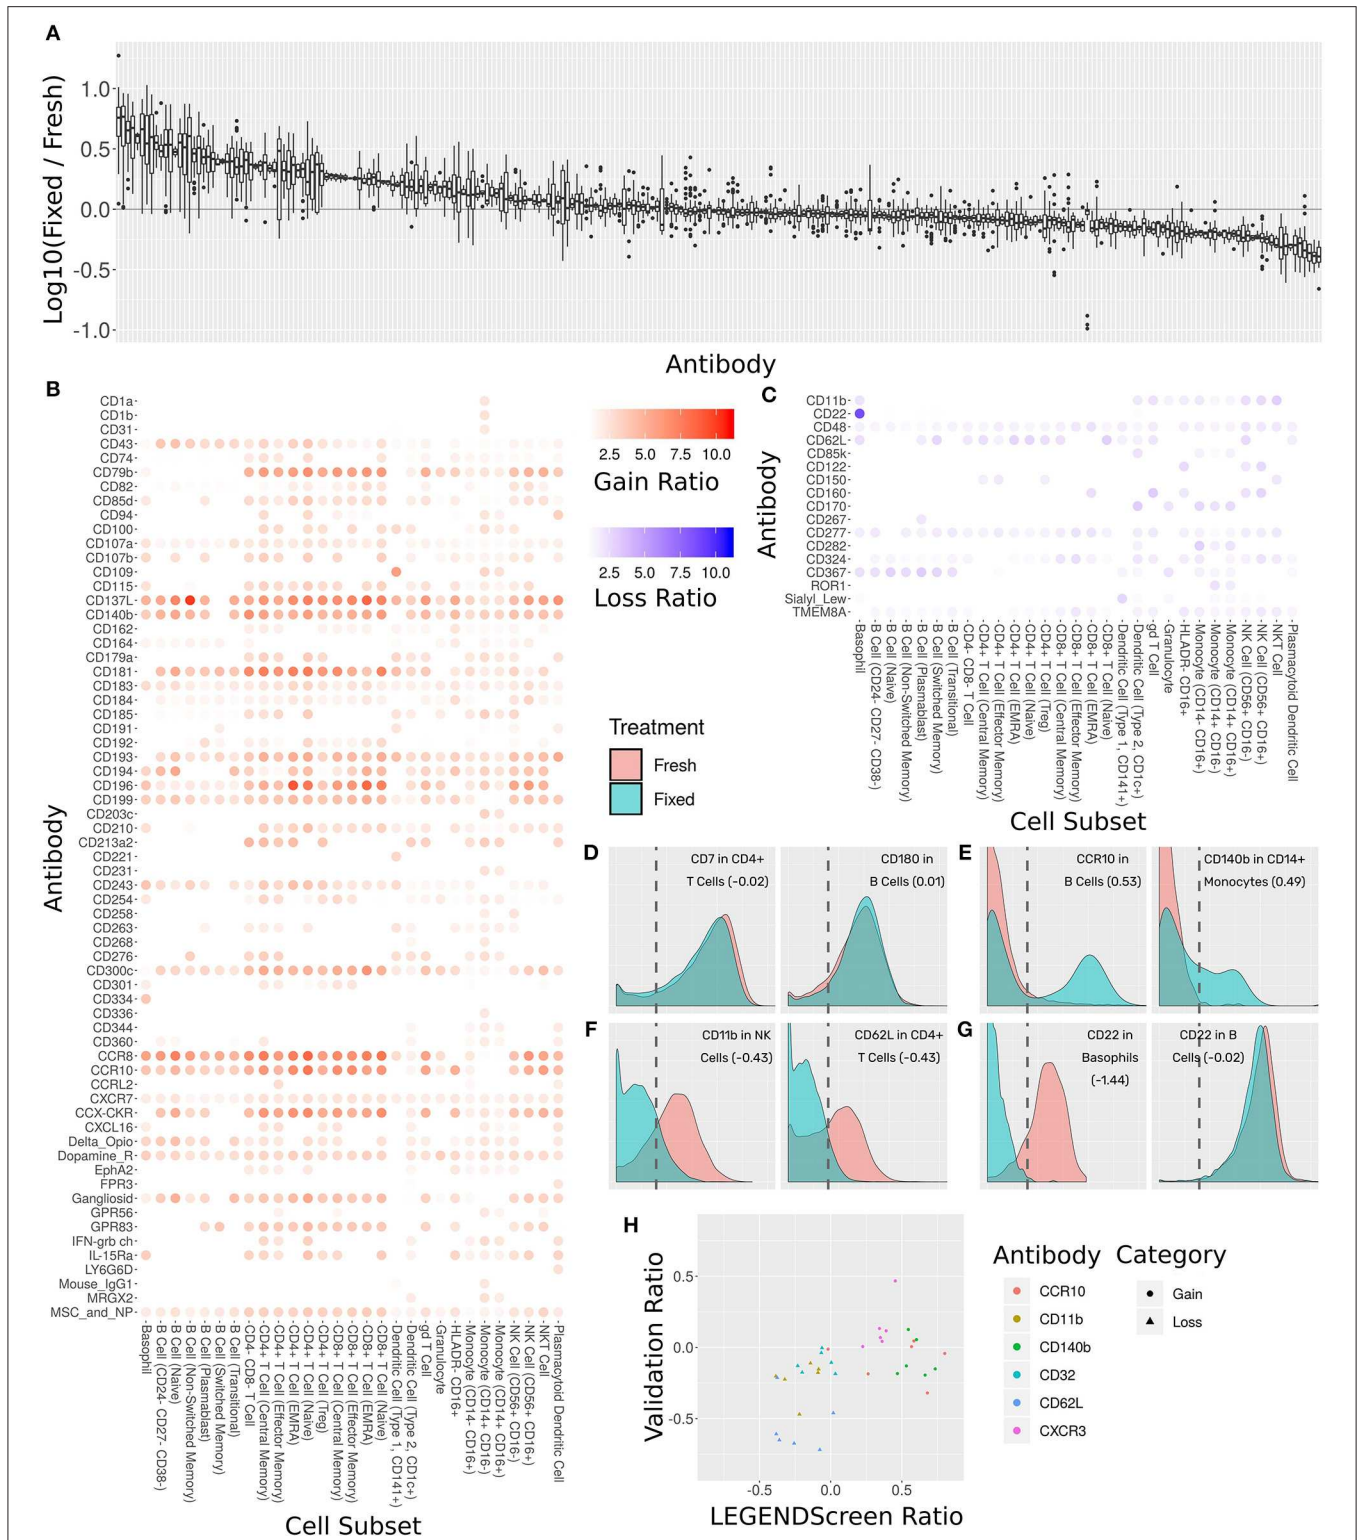 A
Log10(Fixed / Fresh)
1.0
0.5
0.0
-0.5
-1.0
Antibody
B
Antibody
CD1a
CD1b
CD31
CD43
CD74
CD79b
CD82
CD85d
CD94
CD100
CD107a
CD107b
CD109
CD115
CD137L
CD140b
CD162
CD164
CD179a
CD181
CD183
CD184
CD185
CD191
CD192
CD193
CD194
CD196
CD199
CD203c
CD210
CD213a2
CD221
CD231
CD243
CD254
CD258
CD263
CD268
CD276
CD300c
CD301
CD334
CD336
CD344
CD360
CCR8
CCR10
CCRL2
CXCR7
CCX-CKR
CXCL16
Delta_Opio
Dopamine_R
EphA2
FPR3
Gangliosid
GPR56
GPR83
IFN-grb ch
IL-15Ra
LY6G6D
Mouse_IgG1
MRGX2
MSC_and_NP
Basophil
B Cell (CD24- CD27- CD38-)
B Cell (Naive)
B Cell (Non-Switched Memory)
B Cell (Plasmablast)
B Cell (Switched Memory)
B Cell (Transitional)
CD4- CD8- T Cell
CD4+ T Cell (Central Memory)
CD4+ T Cell (Effector Memory)
CD4+ T Cell (EMRA)
CD4+ T Cell (Naive)
CD4+ T Cell (Treg)
CD8+ T Cell (Central Memory)
CD8+ T Cell (Effector Memory)
CD8+ T Cell (EMRA)
CD8+ T Cell (Naive)
Dendritic Cell (Type 1, CD141+)
Dendritic Cell (Type 2, CD1c+)
gd T Cell
Granulocyte
HLADR- CD16+
Monocyte (CD14- CD16+)
Monocyte (CD14+ CD16-)
Monocyte (CD14+ CD16+)
NK Cell (CD56+ CD16-)
NK Cell (CD56+ CD16+)
NKT Cell
Plasmacytoid Dendritic Cell
Cell Subset
2.5 5.0 7.5 10.0
Gain Ratio
2.5 5.0 7.5 10.0
Loss Ratio
C
Antibody
CD11b
CD22
CD48
CD62L
CD85k
CD122
CD150
CD160
CD170
CD267
CD277
CD282
CD324
CD367
ROR1
Sialyl_Lew
TMEM8A
Basophil
B Cell (CD24- CD27- CD38-)
B Cell (Naive)
B Cell (Non-Switched Memory)
B Cell (Plasmablast)
B Cell (Switched Memory)
B Cell (Transitional)
CD4- CD8- T Cell
CD4+ T Cell (Central Memory)
CD4+ T Cell (Effector Memory)
CD4+ T Cell (EMRA)
CD4+ T Cell (Naive)
CD4+ T Cell (Treg)
CD8+ T Cell (Central Memory)
CD8+ T Cell (Effector Memory)
CD8+ T Cell (EMRA)
CD8+ T Cell (Naive)
Dendritic Cell (Type 1, CD141+)
Dendritic Cell (Type 2, CD1c+)
gd T Cell
Granulocyte
HLADR- CD16+
Monocyte (CD14- CD16+)
Monocyte (CD14+ CD16-)
Monocyte (CD14+ CD16+)
NK Cell (CD56+ CD16-)
NK Cell (CD56+ CD16+)
NKT Cell
Plasmacytoid Dendritic Cell
Cell Subset
Treatment
Fresh
Fixed
D
CD7 in CD4+
T Cells (-0.02)
CD180 in
B Cells (0.01)
E
CCR10 in
B Cells (0.53)
CD140b in CD14+
Monocytes (0.49)
F
CD11b in NK
Cells (-0.43)
CD62L in CD4+
T Cells (-0.43)
G
CD22 in
Basophils
(-1.44)
CD22 in B
Cells (-0.02)
H
Validation Ratio
0.5
0.0
-0.5
-0.5 0.0 0.5
LEGENDScreen Ratio
Antibody
CCR10
CD11b
CD140b
CD32
CD62L
CXCR3
Category
Gain
Loss